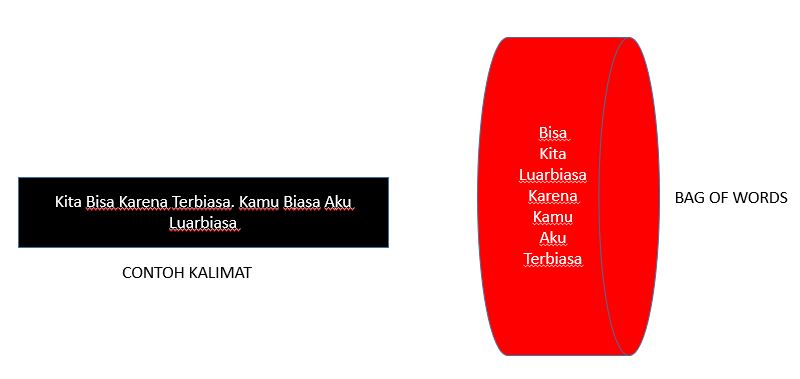 Kita Bisa Karena Terbiasa. Kamu Biasa Aku
Luarbiasa
CONTOH KALIMAT
Bisa
Kita
Luarbiasa
Karena
Kamu
Aku
Terbiasa
BAG OF WORDS